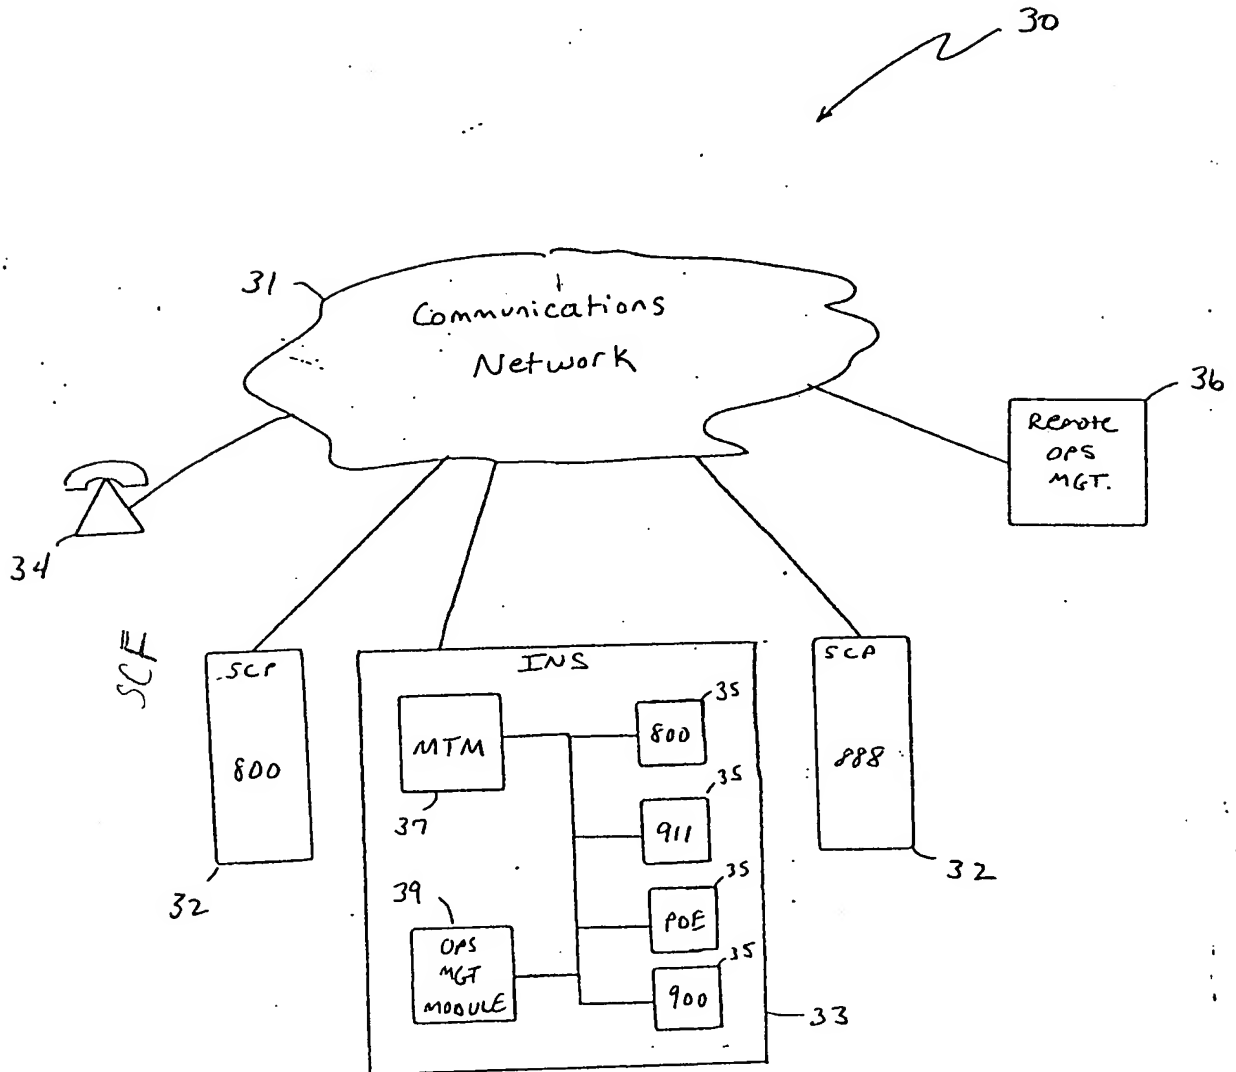 30
31
Communications
Network
36
Remote
OPS
MGT.
34
SCF
SCP
800
32
INS
MTM
37
39
OPS
MGT
MODULE
35
800
35
911
35
POE
35
900
33
SCP
888
32